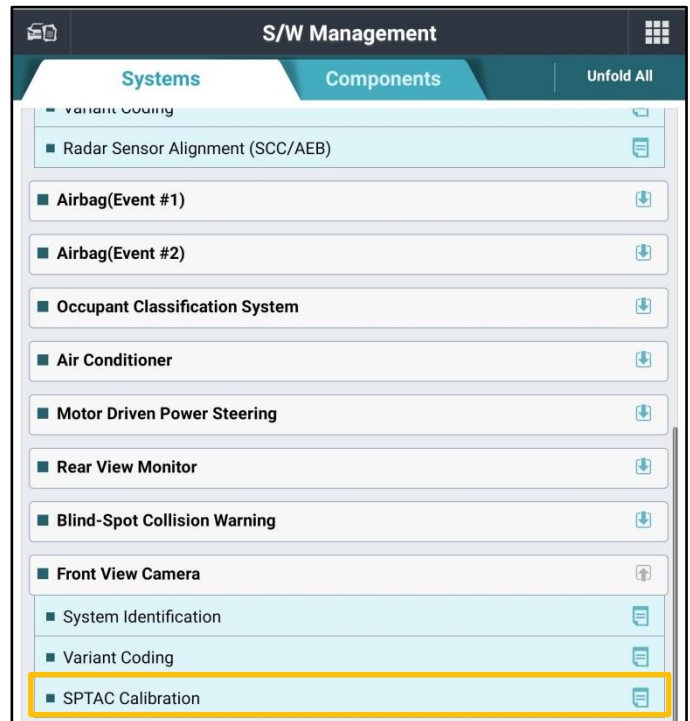 S/W Management
Systems
Components
Unfold All
Variant Coding
Radar Sensor Alignment (SCC/AEB)
Airbag(Event #1)
Airbag(Event #2)
Occupant Classification System
Air Conditioner
Motor Driven Power Steering
Rear View Monitor
Blind-Spot Collision Warning
Front View Camera
System Identification
Variant Coding
SPTAC Calibration